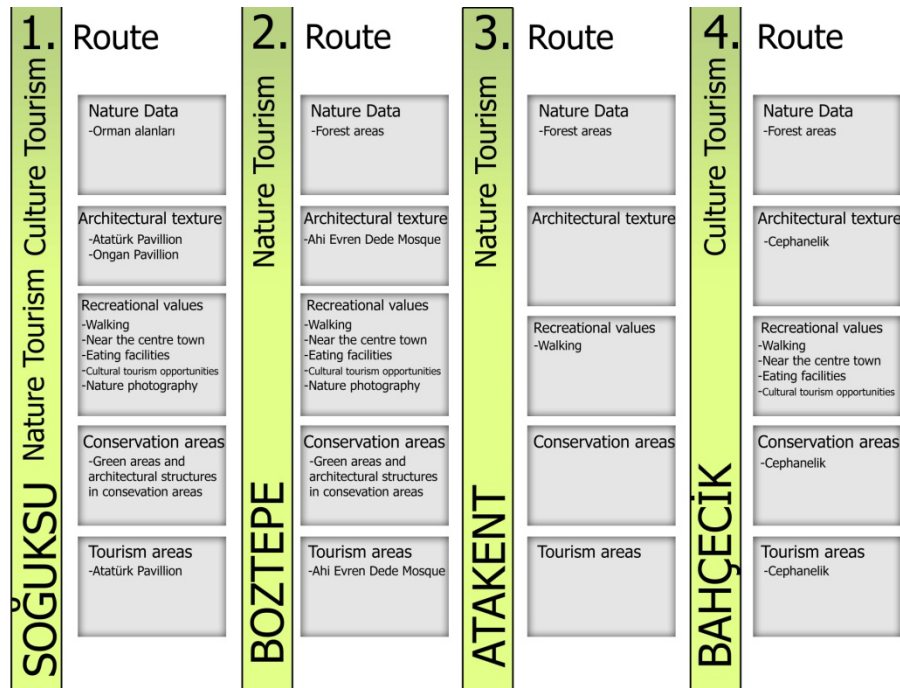 1. Route
SOĞUKSU Nature Tourism Culture Tourism
Nature Data
-Orman alanları
Architectural texture
-Atatürk Pavillion
-Ongan Pavillion
Recreational values
-Walking
-Near the centre town
-Eating facilities
-Cultural tourism opportunities
-Nature photography
Conservation areas
-Green areas and
architectural structures
in consevation areas
Tourism areas
-Atatürk Pavillion
2. Route
BOZTEPE Nature Tourism
Nature Data
-Forest areas
Architectural texture
-Ahi Evren Dede Mosque
Recreational values
-Walking
-Near the centre town
-Eating facilities
-Cultural tourism opportunities
-Nature photography
Conservation areas
-Green areas and
architectural structures
in consevation areas
Tourism areas
-Ahi Evren Dede Mosque
3. Route
ATAKENT Nature Tourism
Nature Data
-Forest areas
Architectural texture
Recreational values
-Walking
Conservation areas
Tourism areas
4. Route
BAHÇECİK Culture Tourism
Nature Data
-Forest areas
Architectural texture
-Cephanelik
Recreational values
-Walking
-Near the centre town
-Eating facilities
-Cultural tourism opportunities
Conservation areas
-Cephanelik
Tourism areas
-Cephanelik